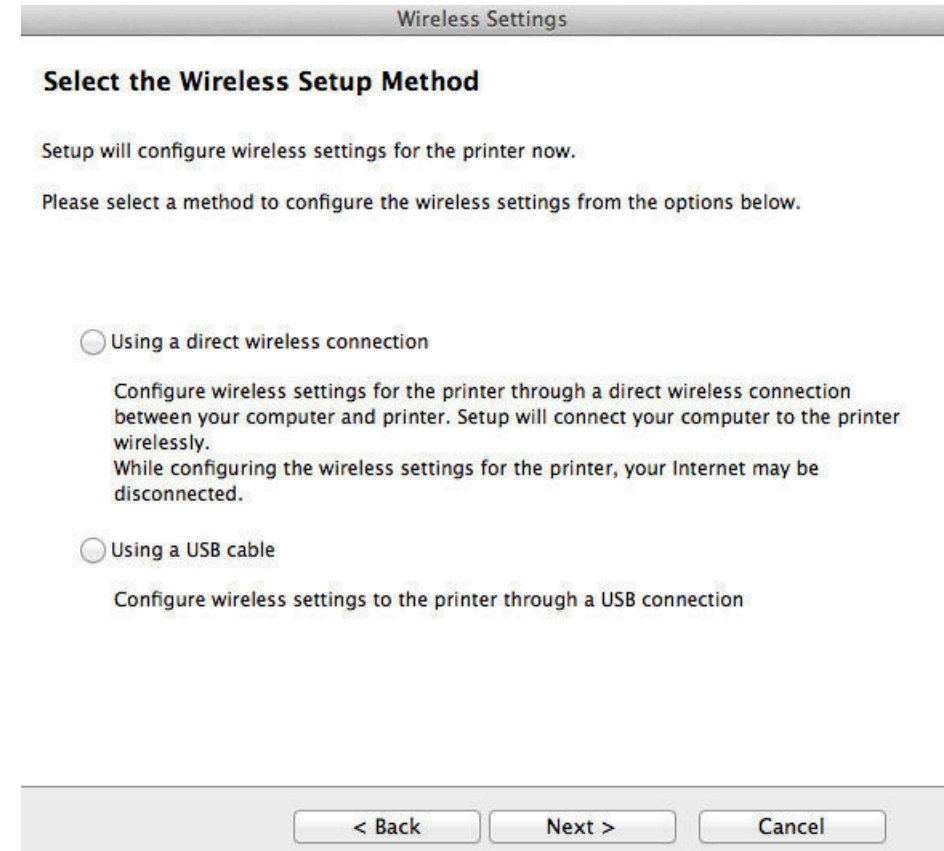 Wireless Settings
Select the Wireless Setup Method
Setup will configure wireless settings for the printer now.
Please select a method to configure the wireless settings from the options below.
Using a direct wireless connection
Configure wireless settings for the printer through a direct wireless connection
between your computer and printer. Setup will connect your computer to the printer
wirelessly.
While configuring the wireless settings for the printer, your Internet may be
disconnected.
Using a USB cable
Configure wireless settings to the printer through a USB connection
< Back
Next >
Cancel